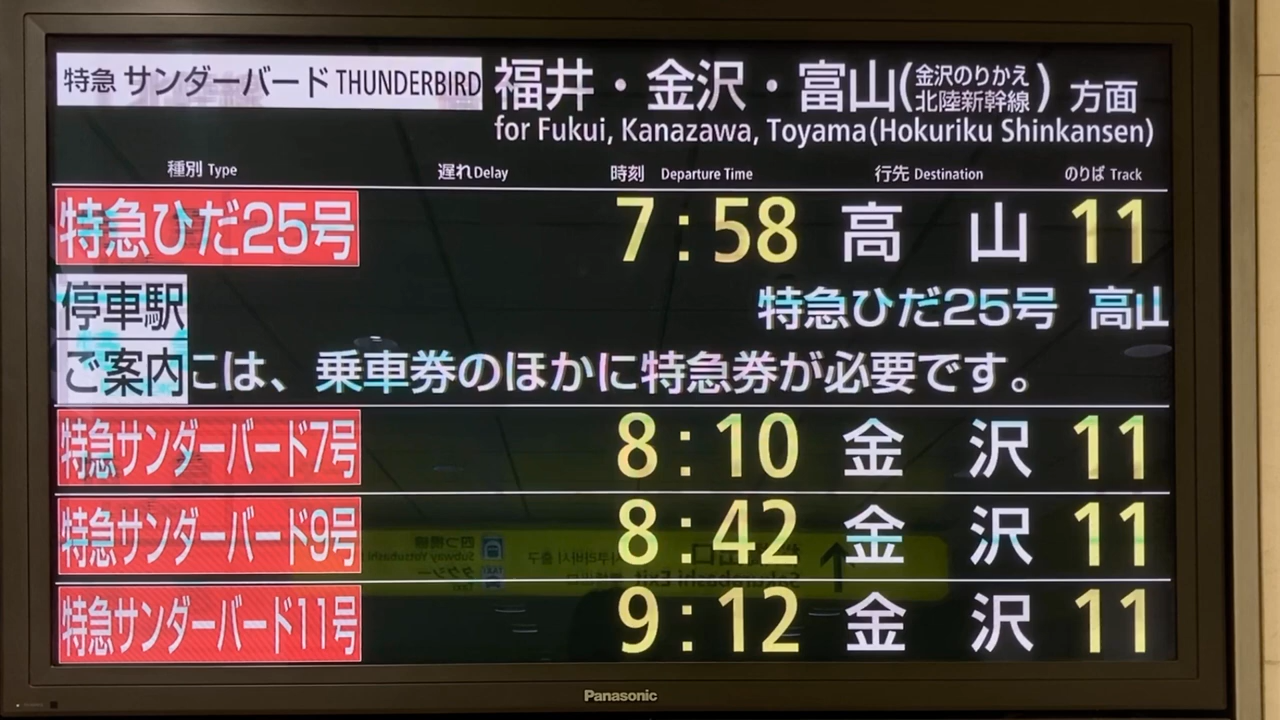 特急 サンダーバード THUNDERBIRD 福井・金沢・富山(金沢のりかえ北陸新幹線) 方面
for Fukui, Kanazawa, Toyama(Hokuriku Shinkansen)
種別 Type 遅れDelay 時刻 Departure Time 行先 Destination のりば Track
特急ひだ25号 7:58 高山 11
停車駅 特急ひだ25号 高山
ご案内 には、乗車券のほかに特急券が必要です。
特急サンダーバード7号 8:10 金沢 11
特急サンダーバード9号 8:42 金沢 11
特急サンダーバード11号 9:12 金沢 11
Panasonic